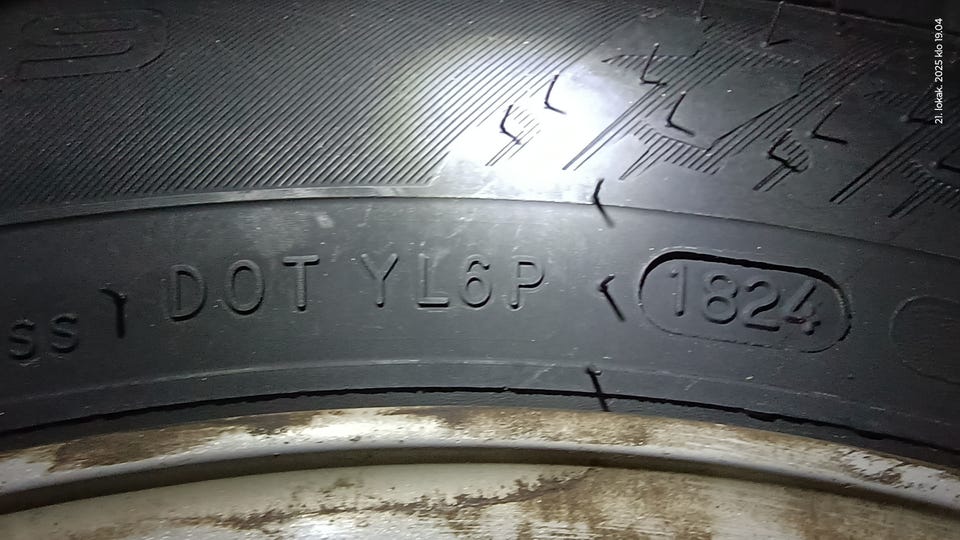 21. lokak. 2025 klo 19.04
SS DOT YL6P 1824